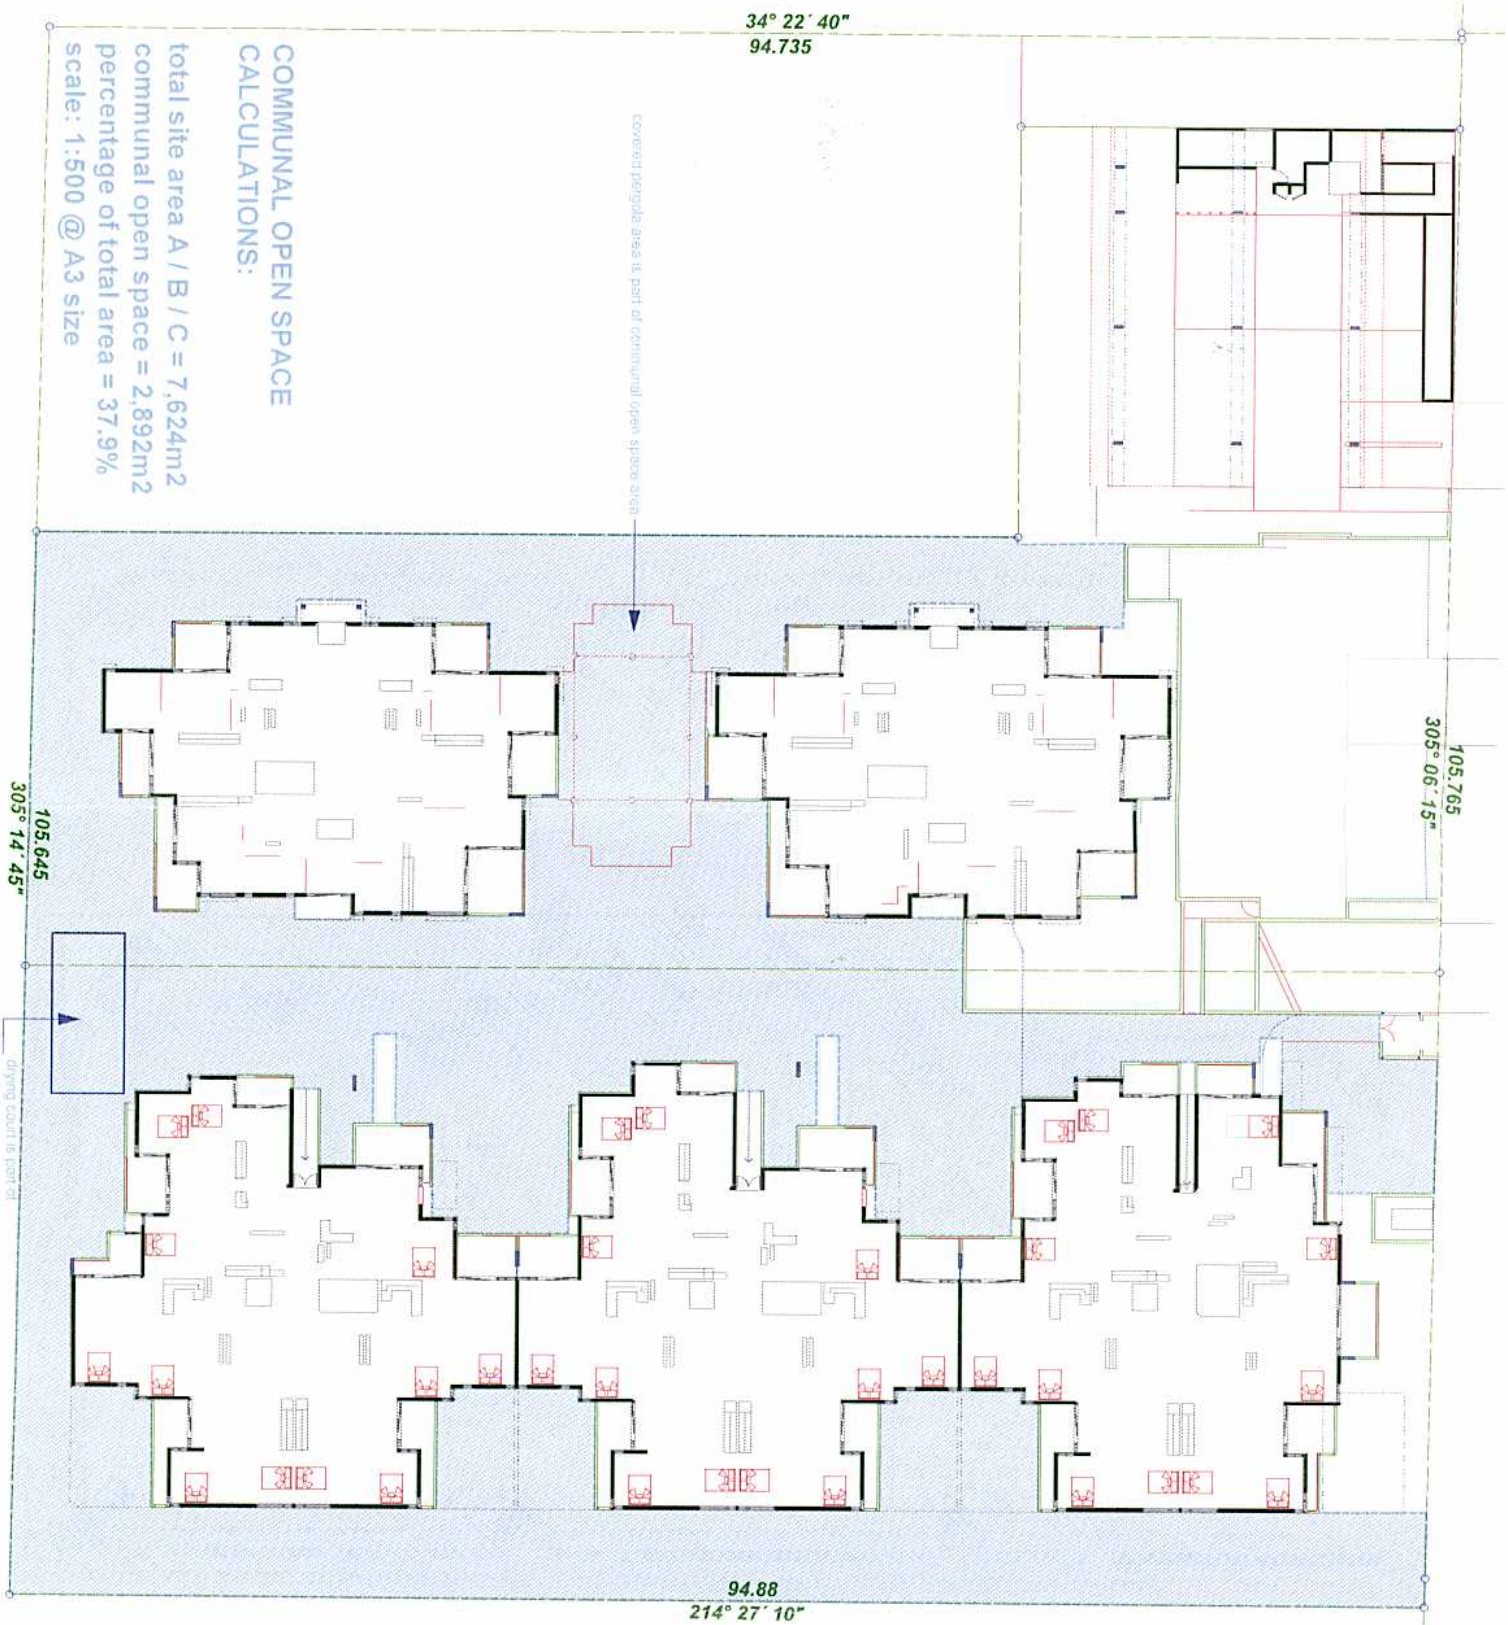 34° 22' 40"
94.735
COMMUNAL OPEN SPACE
CALCULATIONS:
total site area A / B / C = 7,624m2
communal open space = 2,892m2
percentage of total area = 37.9%
scale: 1:500 @ A3 size
covered pergola area is part of communal open space area
105.765
305° 06' 15"
105.645
305° 14' 45"
drying court is part of
94.88
214° 27' 10"